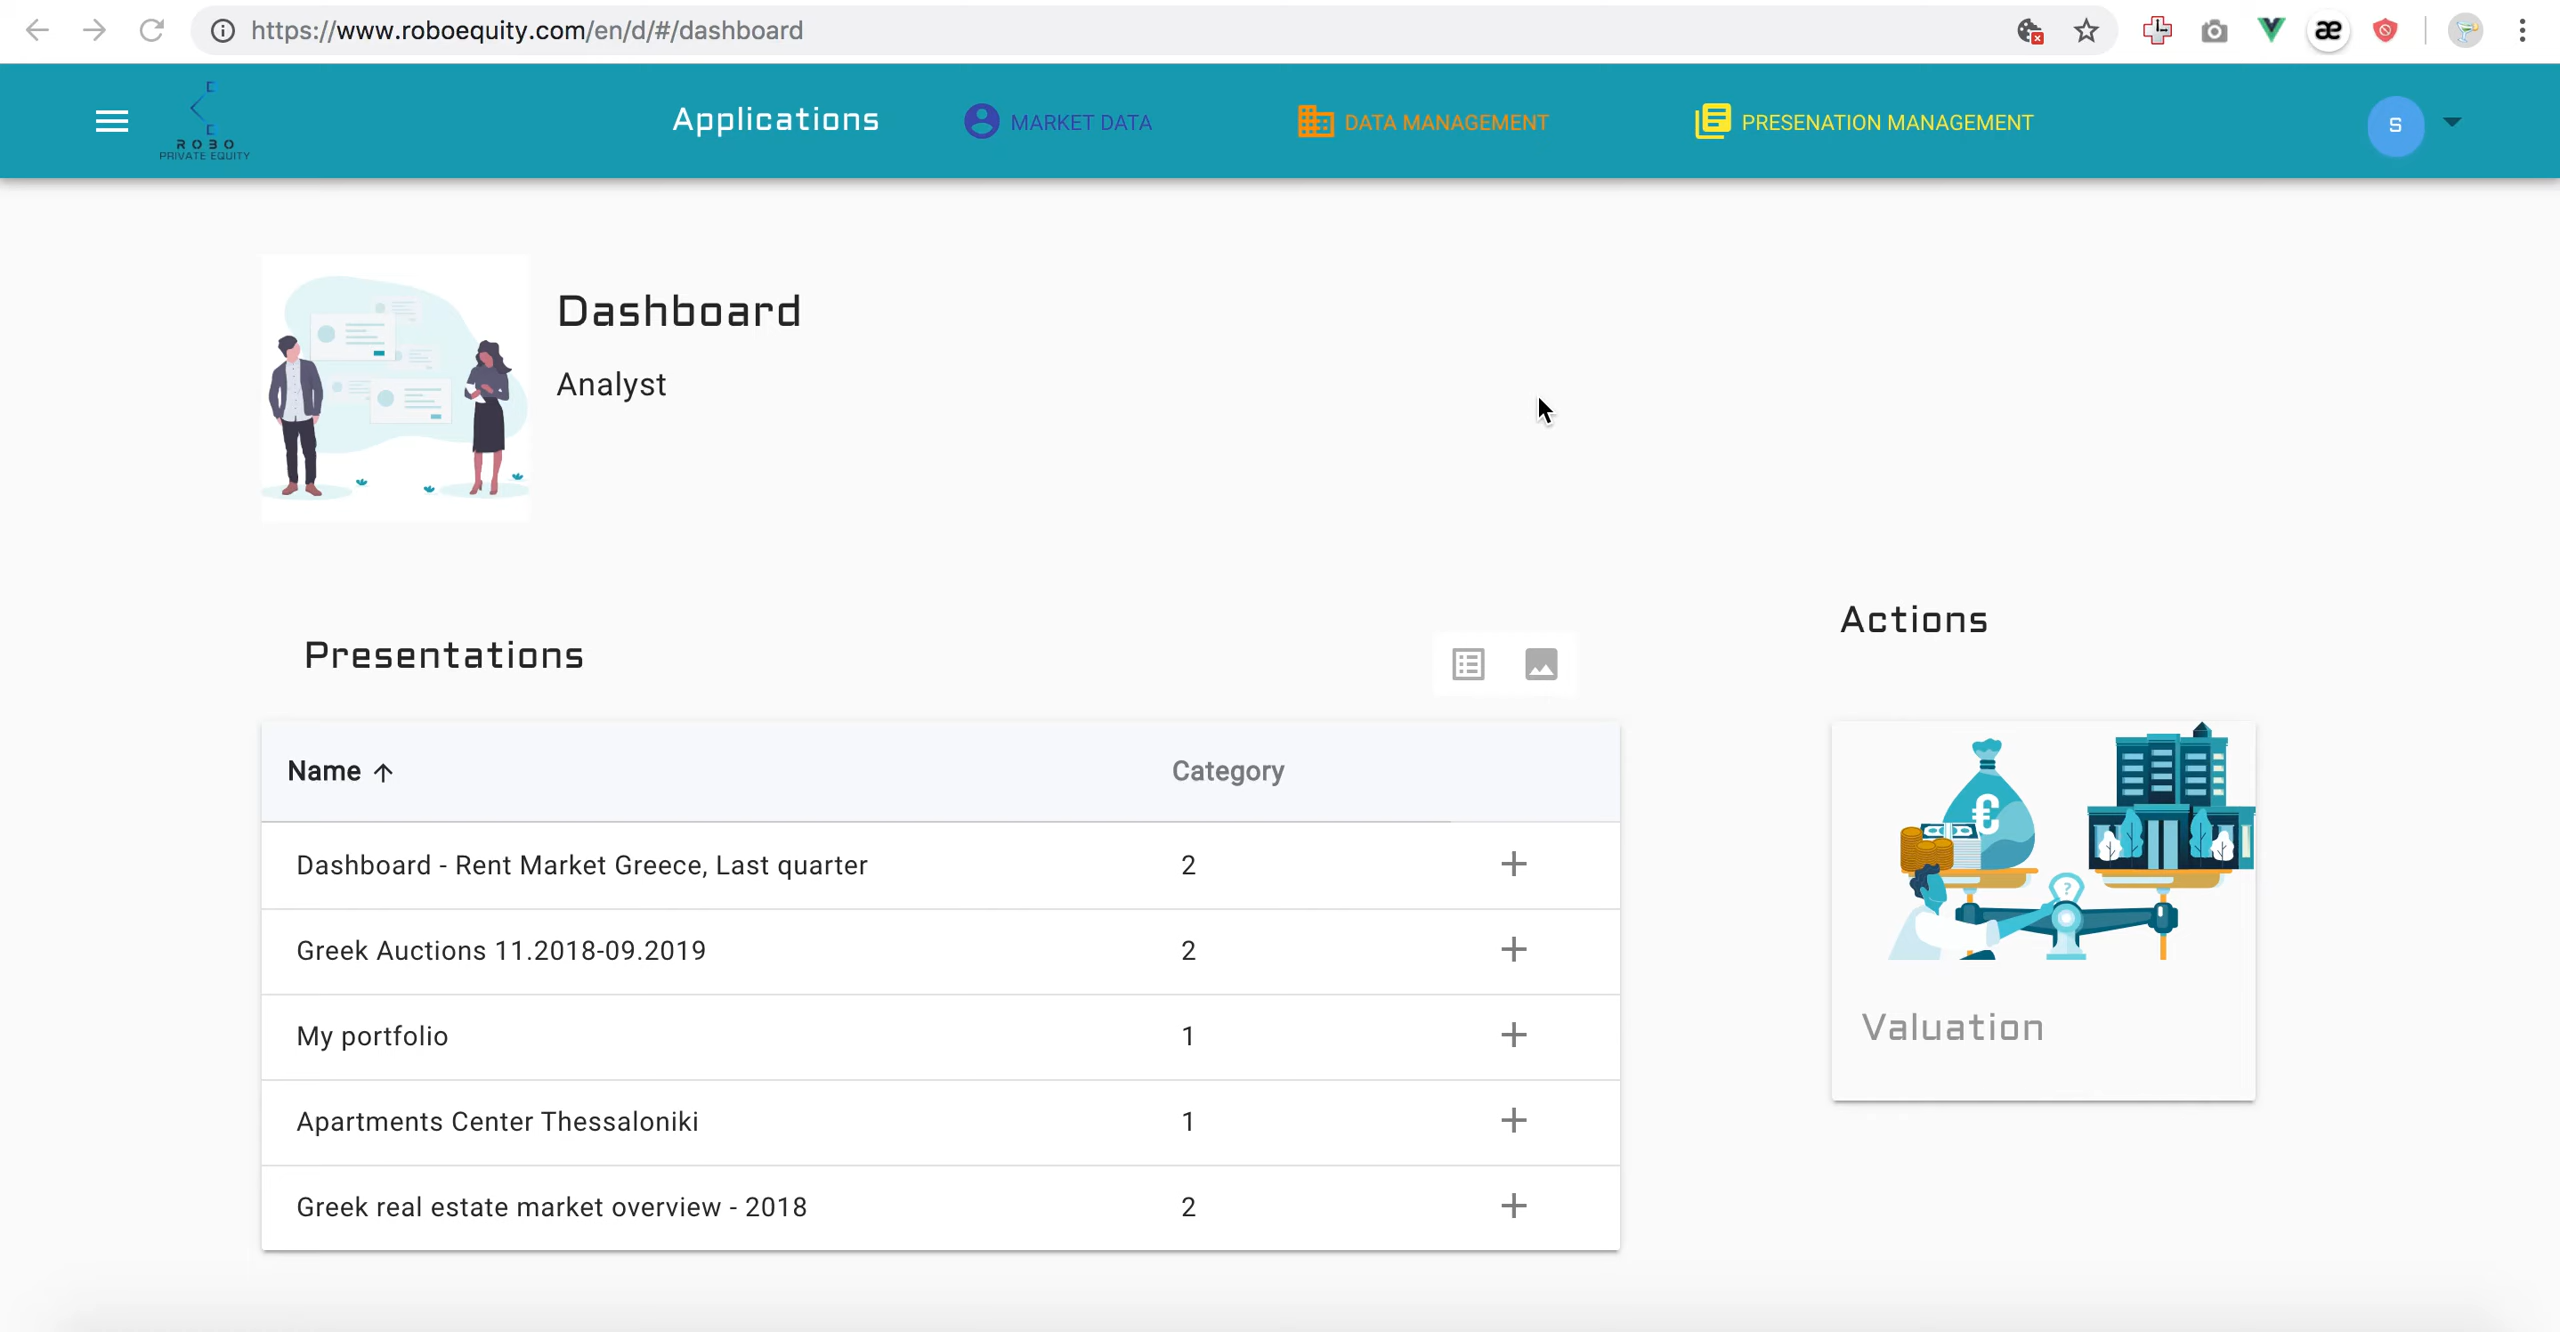 https://www.roboequity.com/en/d/#/dashboard
æ
ROBO
PRIVATE EQUITY
Applications
MARKET DATA
DATA MANAGEMENT
PRESENATION MANAGEMENT
S
Dashboard
Analyst
Presentations
Actions
Name
Category
Dashboard - Rent Market Greece, Last quarter
2
Greek Auctions 11.2018-09.2019
2
My portfolio
1
Apartments Center Thessaloniki
1
Greek real estate market overview - 2018
2
€
?
Valuation